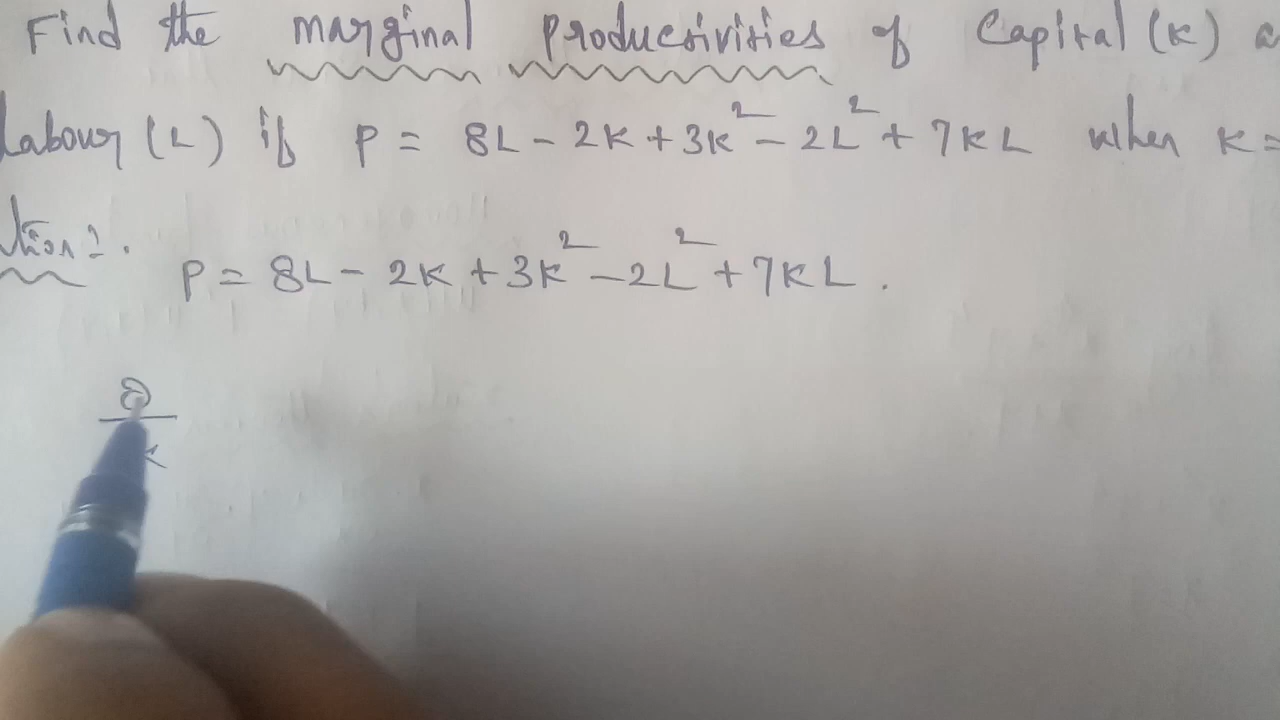 Find the marginal productivities of Capital (K) a
Labour (L) if P = 8L - 2K + 3K² - 2L² + 7KL when K =
tion:.
P = 8L - 2K + 3K² - 2L² + 7KL.
∂
K